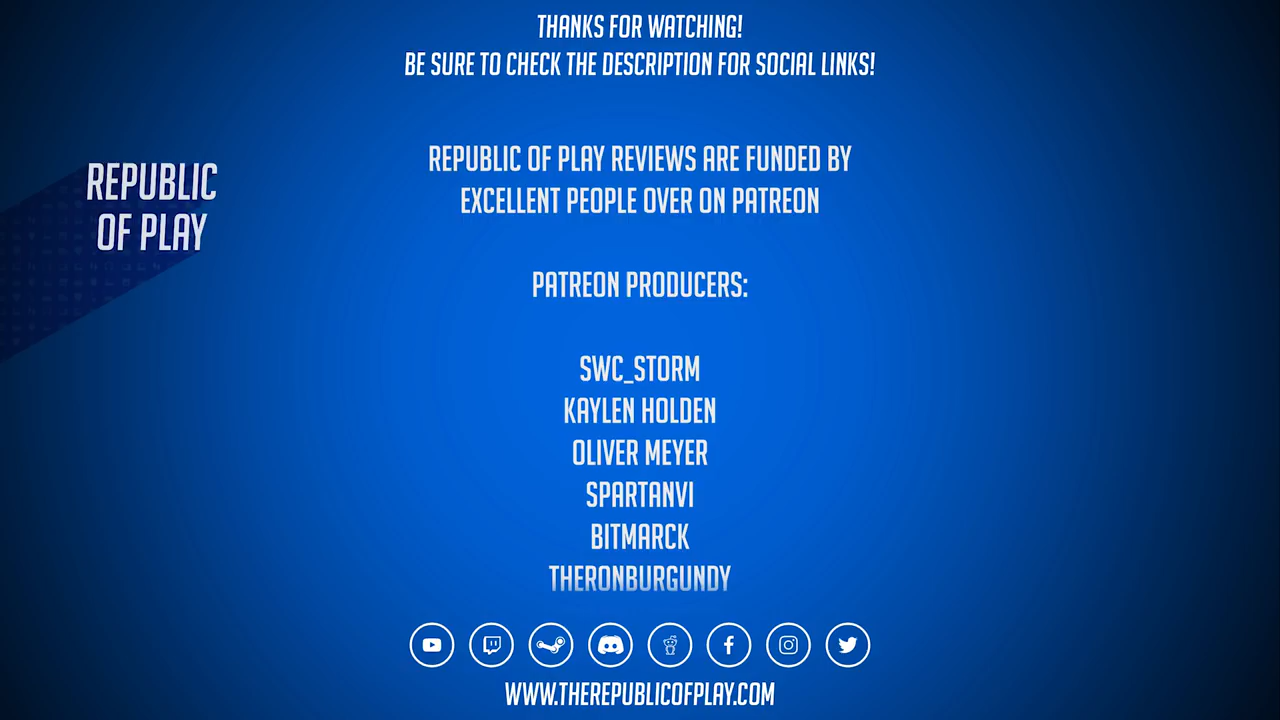 THANKS FOR WATCHING!
BE SURE TO CHECK THE DESCRIPTION FOR SOCIAL LINKS!
REPUBLIC
OF PLAY
REPUBLIC OF PLAY REVIEWS ARE FUNDED BY
EXCELLENT PEOPLE OVER ON PATREON
PATREON PRODUCERS:
SWC_STORM
KAYLEN HOLDEN
OLIVER MEYER
SPARTANVI
BITMARCK
THERONBURGUNDY
WWW.THEREPUBLICOFPLAY.COM